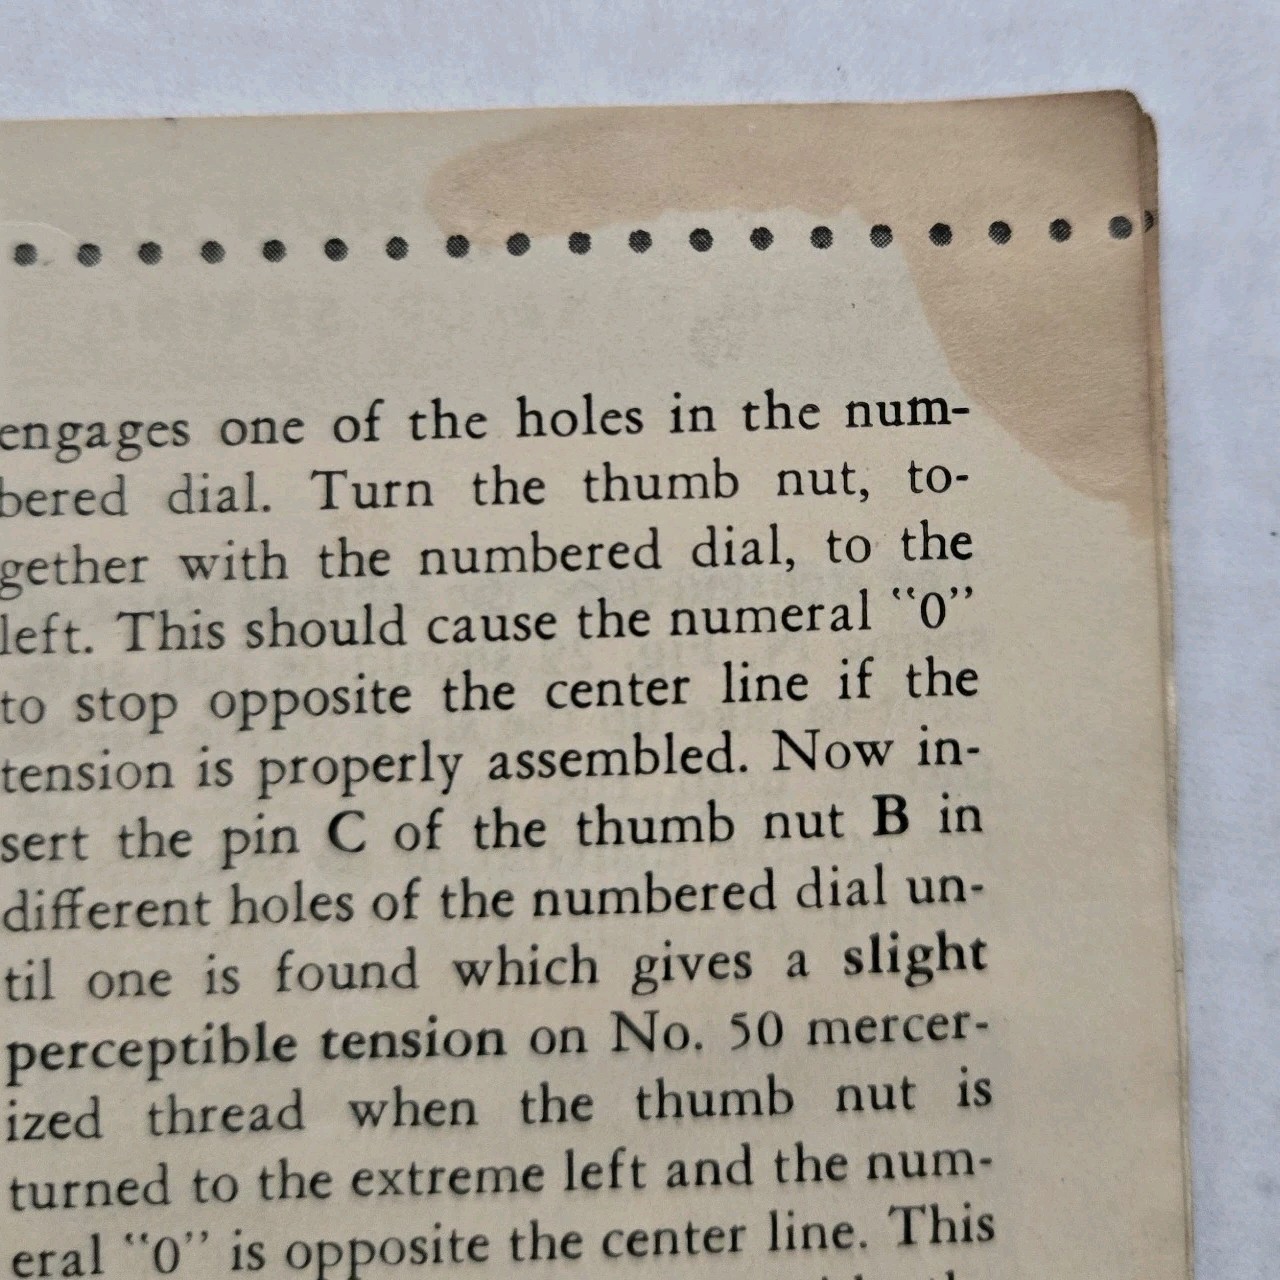 engages one of the holes in the num-
bered dial. Turn the thumb nut, to-
gether with the numbered dial, to the
left. This should cause the numeral "0"
to stop opposite the center line if the
tension is properly assembled. Now in-
sert the pin C of the thumb nut B in
different holes of the numbered dial un-
til one is found which gives a slight
perceptible tension on No. 50 mercer-
ized thread when the thumb nut is
turned to the extreme left and the num-
eral "0" is opposite the center line. This